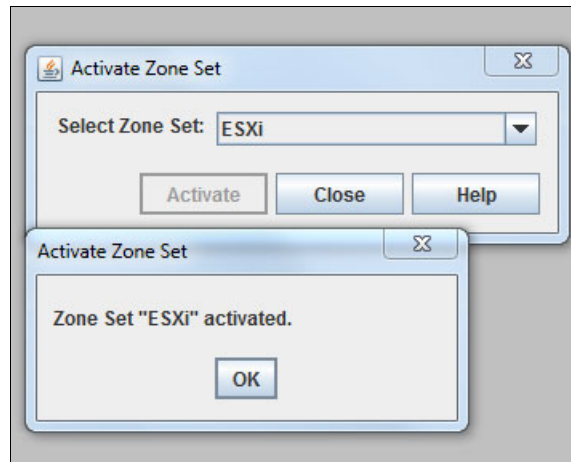 Activate Zone Set
Select Zone Set: ESXi
Activate Close Help
Activate Zone Set
Zone Set "ESXi" activated.
OK